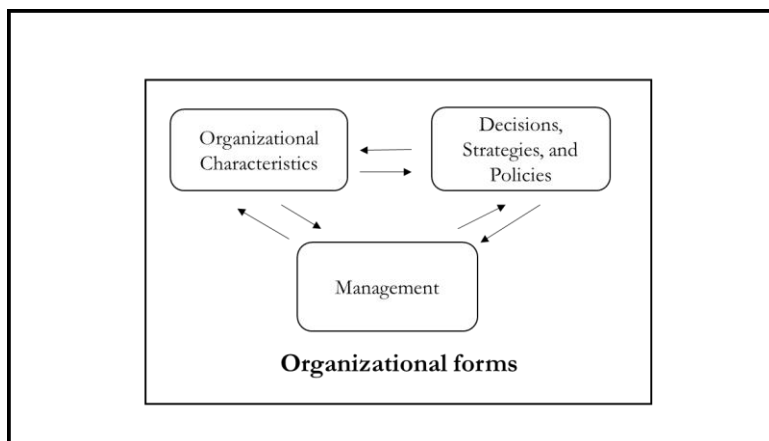 Organizational
Characteristics
Decisions,
Strategies, and
Policies
Management
Organizational forms